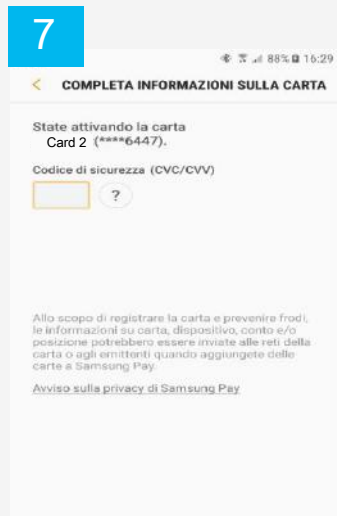 7
88% 16:29
< COMPLETA INFORMAZIONI SULLA CARTA
State attivando la carta
Card 2 (****6447).
Codice di sicurezza (CVC/CVV)
?
Allo scopo di registrare la carta e prevenire frodi,
le informazioni su carta, dispositivo, conto e/o
posizione potrebbero essere inviate alle reti della
carta o agli emittenti quando aggiungete delle
carte a Samsung Pay.
Avviso sulla privacy di Samsung Pay